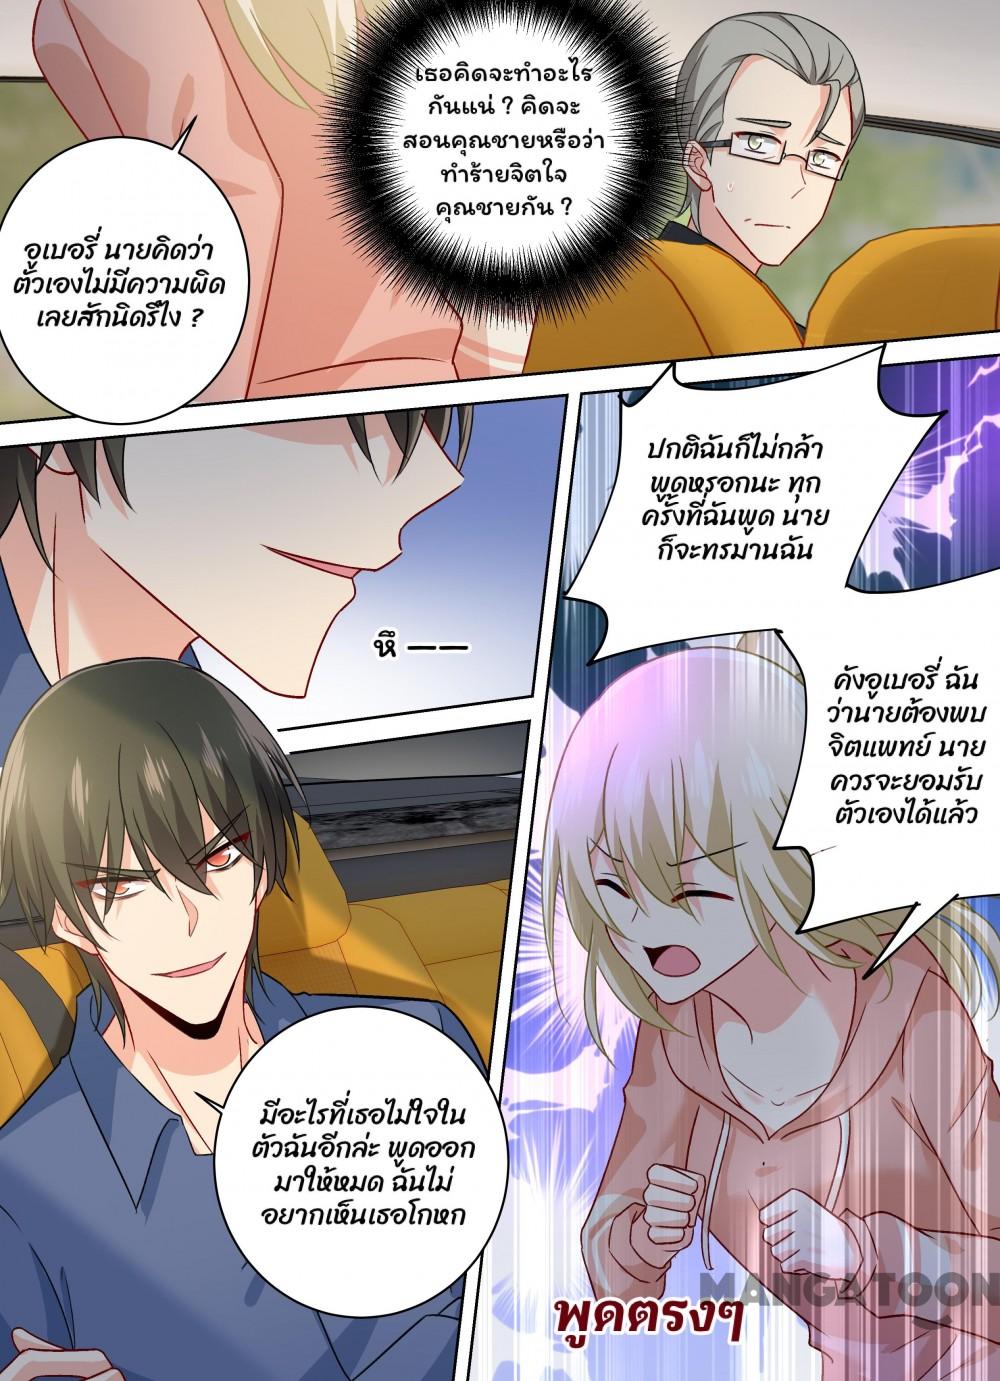 เธอคิดจะทำอะไร
กันแน่ ? คิดจะ
สอนคุณชายหรือว่า
ทำร้ายจิตใจ
คุณชายกัน ?
อูเบอรี่ นายคิดว่า
ตัวเองไม่มีความผิด
เลยสักนิดรึไง ?
ปกติฉันก็ไม่กล้า
พูดหรอกนะ ทุก
ครั้งที่ฉันพูด นาย
ก็จะทรมานฉัน
หึ ——
คังอูเบอรี่ ฉัน
ว่านายต้องพบ
จิตแพทย์ นาย
ควรจะยอมรับ
ตัวเองได้แล้ว
มีอะไรที่เธอไม่ใจใน
ตัวฉันอีกล่ะ พูดออก
มาให้หมด ฉันไม่
อยากเห็นเธอโกหก
พูดตรงๆ
MANGATOON